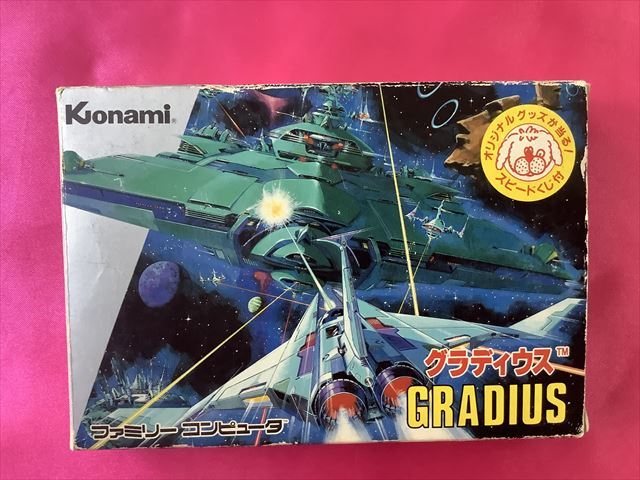 Konami®
オリジナルグッズが当る!
スピードくじ付
グラディウス™
GRADIUS
ファミリーコンピュータ™